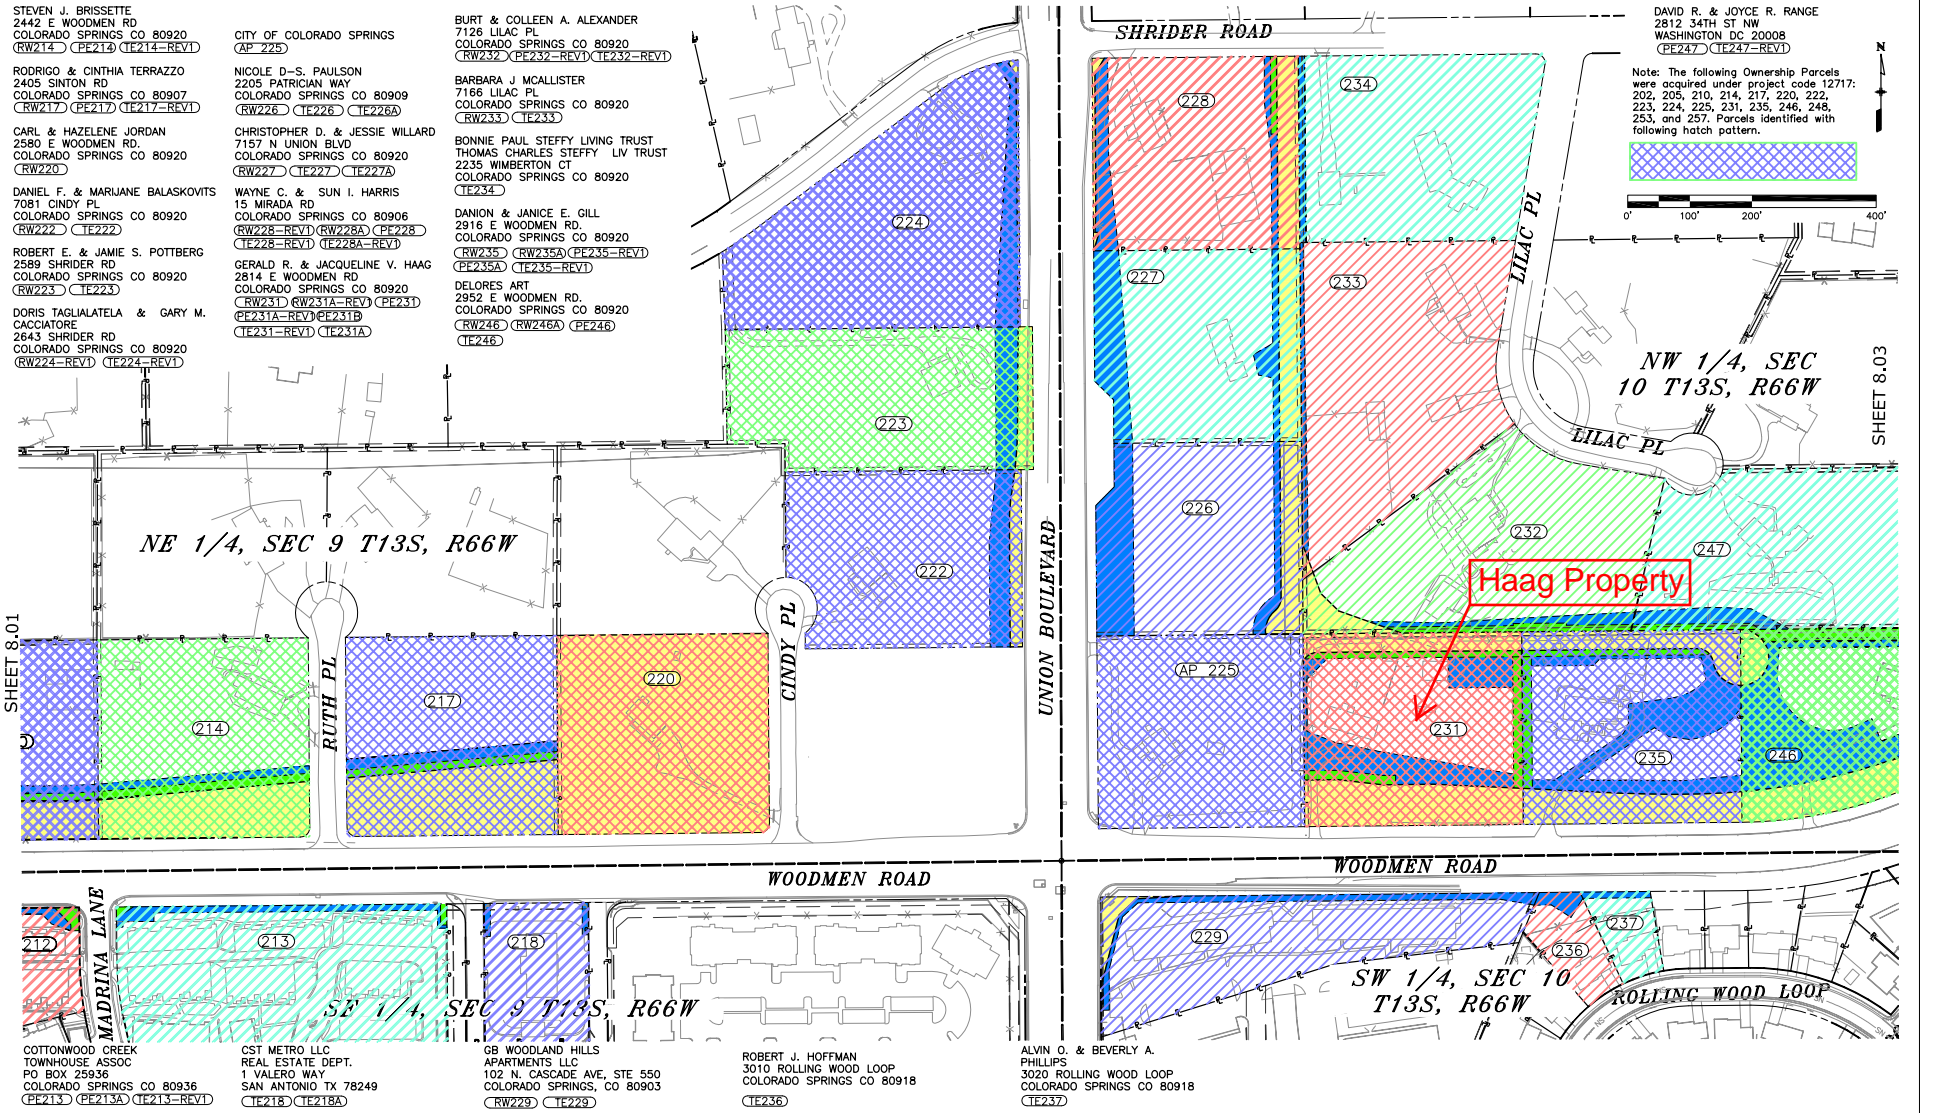 STEVEN J. BRISSETTE
2442 E WOODMEN RD
COLORADO SPRINGS CO 80920
RW214 PE214 TE214-REV1
RODRIGO & CINTHIA TERRAZZO
2405 SINTON RD
COLORADO SPRINGS CO 80907
RW217 PE217 TE217-REV1
CARL & HAZELENE JORDAN
2580 E WOODMEN RD.
COLORADO SPRINGS CO 80920
RW220
DANIEL F. & MARIJANE BALASKOVITS
7081 CINDY PL
COLORADO SPRINGS CO 80920
RW222 TE222
ROBERT E. & JAMIE S. POTTBERG
2589 SHRIDER RD
COLORADO SPRINGS CO 80920
RW223 TE223
DORIS TAGLIALATELA & GARY M.
CACCIATORE
2643 SHRIDER RD
COLORADO SPRINGS CO 80920
RW224-REV1 TE224-REV1
CITY OF COLORADO SPRINGS
AP 225
NICOLE D-S. PAULSON
2205 PATRICIAN WAY
COLORADO SPRINGS CO 80909
RW226 TE226 TE226A
CHRISTOPHER D. & JESSIE WILLARD
7157 N UNION BLVD
COLORADO SPRINGS CO 80920
RW227 TE227 TE227A
WAYNE C. & SUN I. HARRIS
15 MIRADA RD
COLORADO SPRINGS CO 80906
RW228-REV1 RW228A PE228
TE228-REV1 TE228A-REV1
GERALD R. & JACQUELINE V. HAAG
2814 E WOODMEN RD
COLORADO SPRINGS CO 80920
RW231 RW231A-REV1 PE231
PE231A-REV1 PE231B
TE231-REV1 TE231A
BURT & COLLEEN A. ALEXANDER
7126 LILAC PL
COLORADO SPRINGS CO 80920
RW232 PE232-REV1 TE232-REV1
BARBARA J MCALLISTER
7166 LILAC PL
COLORADO SPRINGS CO 80920
RW233 TE233
BONNIE PAUL STEFFY LIVING TRUST
THOMAS CHARLES STEFFY LIV TRUST
2235 WIMBERTON CT
COLORADO SPRINGS CO 80920
TE234
DANION & JANICE E. GILL
2916 E WOODMEN RD.
COLORADO SPRINGS CO 80920
RW235 RW235A PE235-REV1
PE235A TE235-REV1
DELORES ART
2952 E WOODMEN RD.
COLORADO SPRINGS CO 80920
RW246 RW246A PE246
TE246
DAVID R. & JOYCE R. RANGE
2812 34TH ST NW
WASHINGTON DC 20008
PE247 TE247-REV1
N
Note: The following Ownership Parcels
were acquired under project code 12717:
202, 205, 210, 214, 217, 220, 222,
223, 224, 225, 231, 235, 246, 248,
253, and 257. Parcels identified with
following hatch pattern.
0' 100' 200' 400'
SHRIDER ROAD
228
234
224
227
233
LILAC PL
NW 1/4, SEC
10 T13S, R66W
SHEET 8.03
223
LILAC PL
226
232
247
NE 1/4, SEC 9 T13S, R66W
222
Haag Property
UNION BOULEVARD
SHEET 8.01
RUTH PL
CINDY PL
214
217
220
AP 225
231
235
246
WOODMEN ROAD
WOODMEN ROAD
MADRINA LANE
212
213
218
229
236
237
SE 1/4, SEC 9 T13S, R66W
SW 1/4, SEC 10
T13S, R66W
ROLLING WOOD LOOP
COTTONWOOD CREEK
TOWNHOUSE ASSOC
PO BOX 25936
COLORADO SPRINGS CO 80936
PE213 PE213A TE213-REV1
CST METRO LLC
REAL ESTATE DEPT.
1 VALERO WAY
SAN ANTONIO TX 78249
TE218 TE218A
GB WOODLAND HILLS
APARTMENTS LLC
102 N. CASCADE AVE, STE 550
COLORADO SPRINGS, CO 80903
RW229 TE229
ROBERT J. HOFFMAN
3010 ROLLING WOOD LOOP
COLORADO SPRINGS CO 80918
TE236
ALVIN O. & BEVERLY A.
PHILLIPS
3020 ROLLING WOOD LOOP
COLORADO SPRINGS CO 80918
TE237